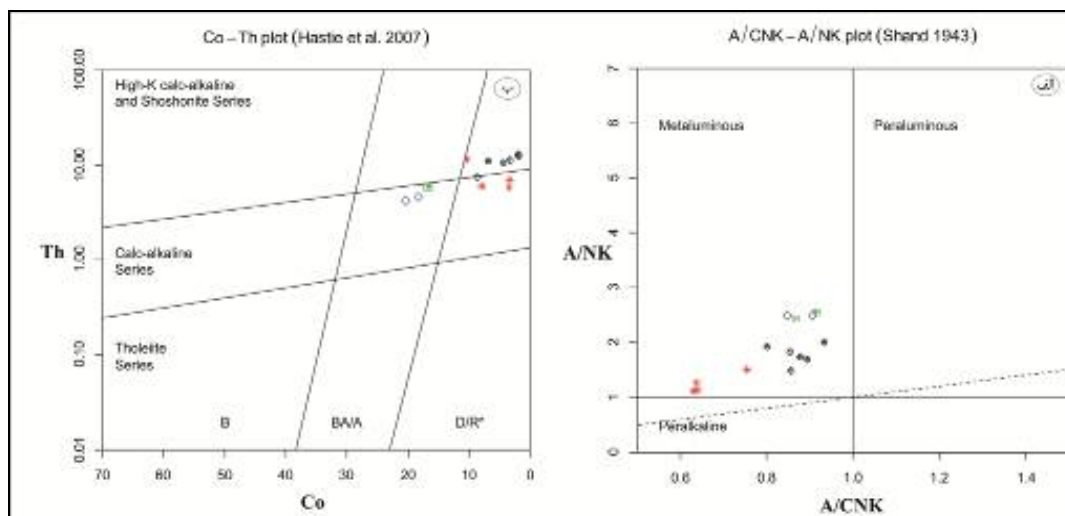 Co – Th plot (Hastie et al. 2007)
100.00
10.00
1.00
0.10
0.01
Th
High-K calc-alkaline
and Shoshonite Series
ب
Calc-alkaline
Series
Tholeiite
Series
B
BA/A
D/R*
70
60
50
40
30
20
10
0
Co
A/CNK – A/NK plot (Shand 1943)
7
6
5
4
3
2
1
0
A/NK
Metaluminous
Peraluminous
الف
Peralkaline
0.6
0.8
1.0
1.2
1.4
A/CNK